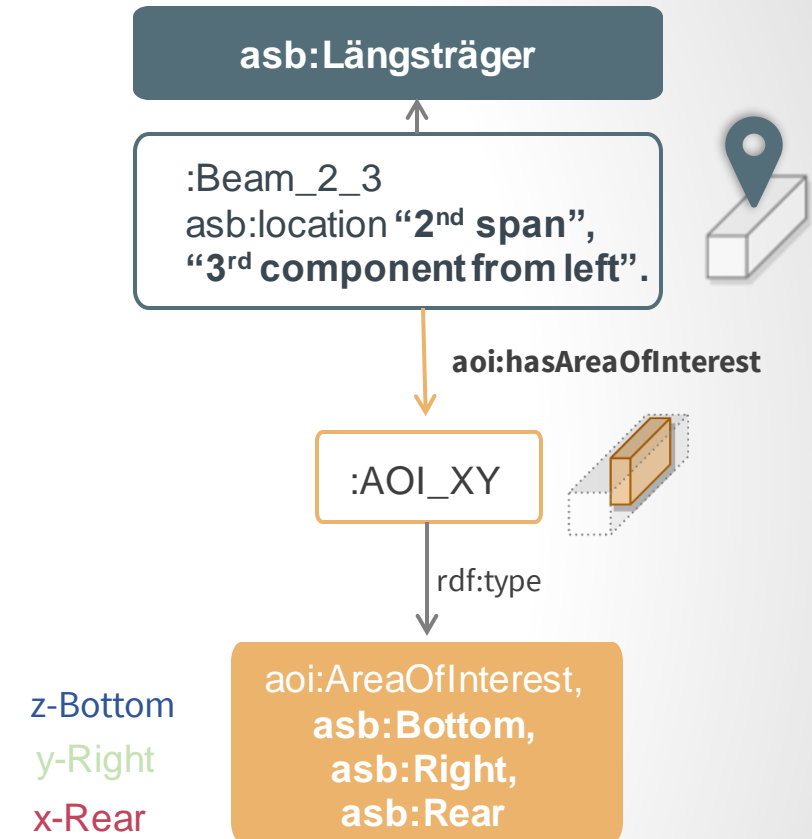 asb:Längsträger
:Beam_2_3
asb:location “2nd span”,
“3rd component from left”.
aoi:hasAreaOfInterest
:AOI_XY
rdf:type
aoi:AreaOfInterest,
asb:Bottom,
asb:Right,
asb:Rear
z-Bottom
y-Right
x-Rear